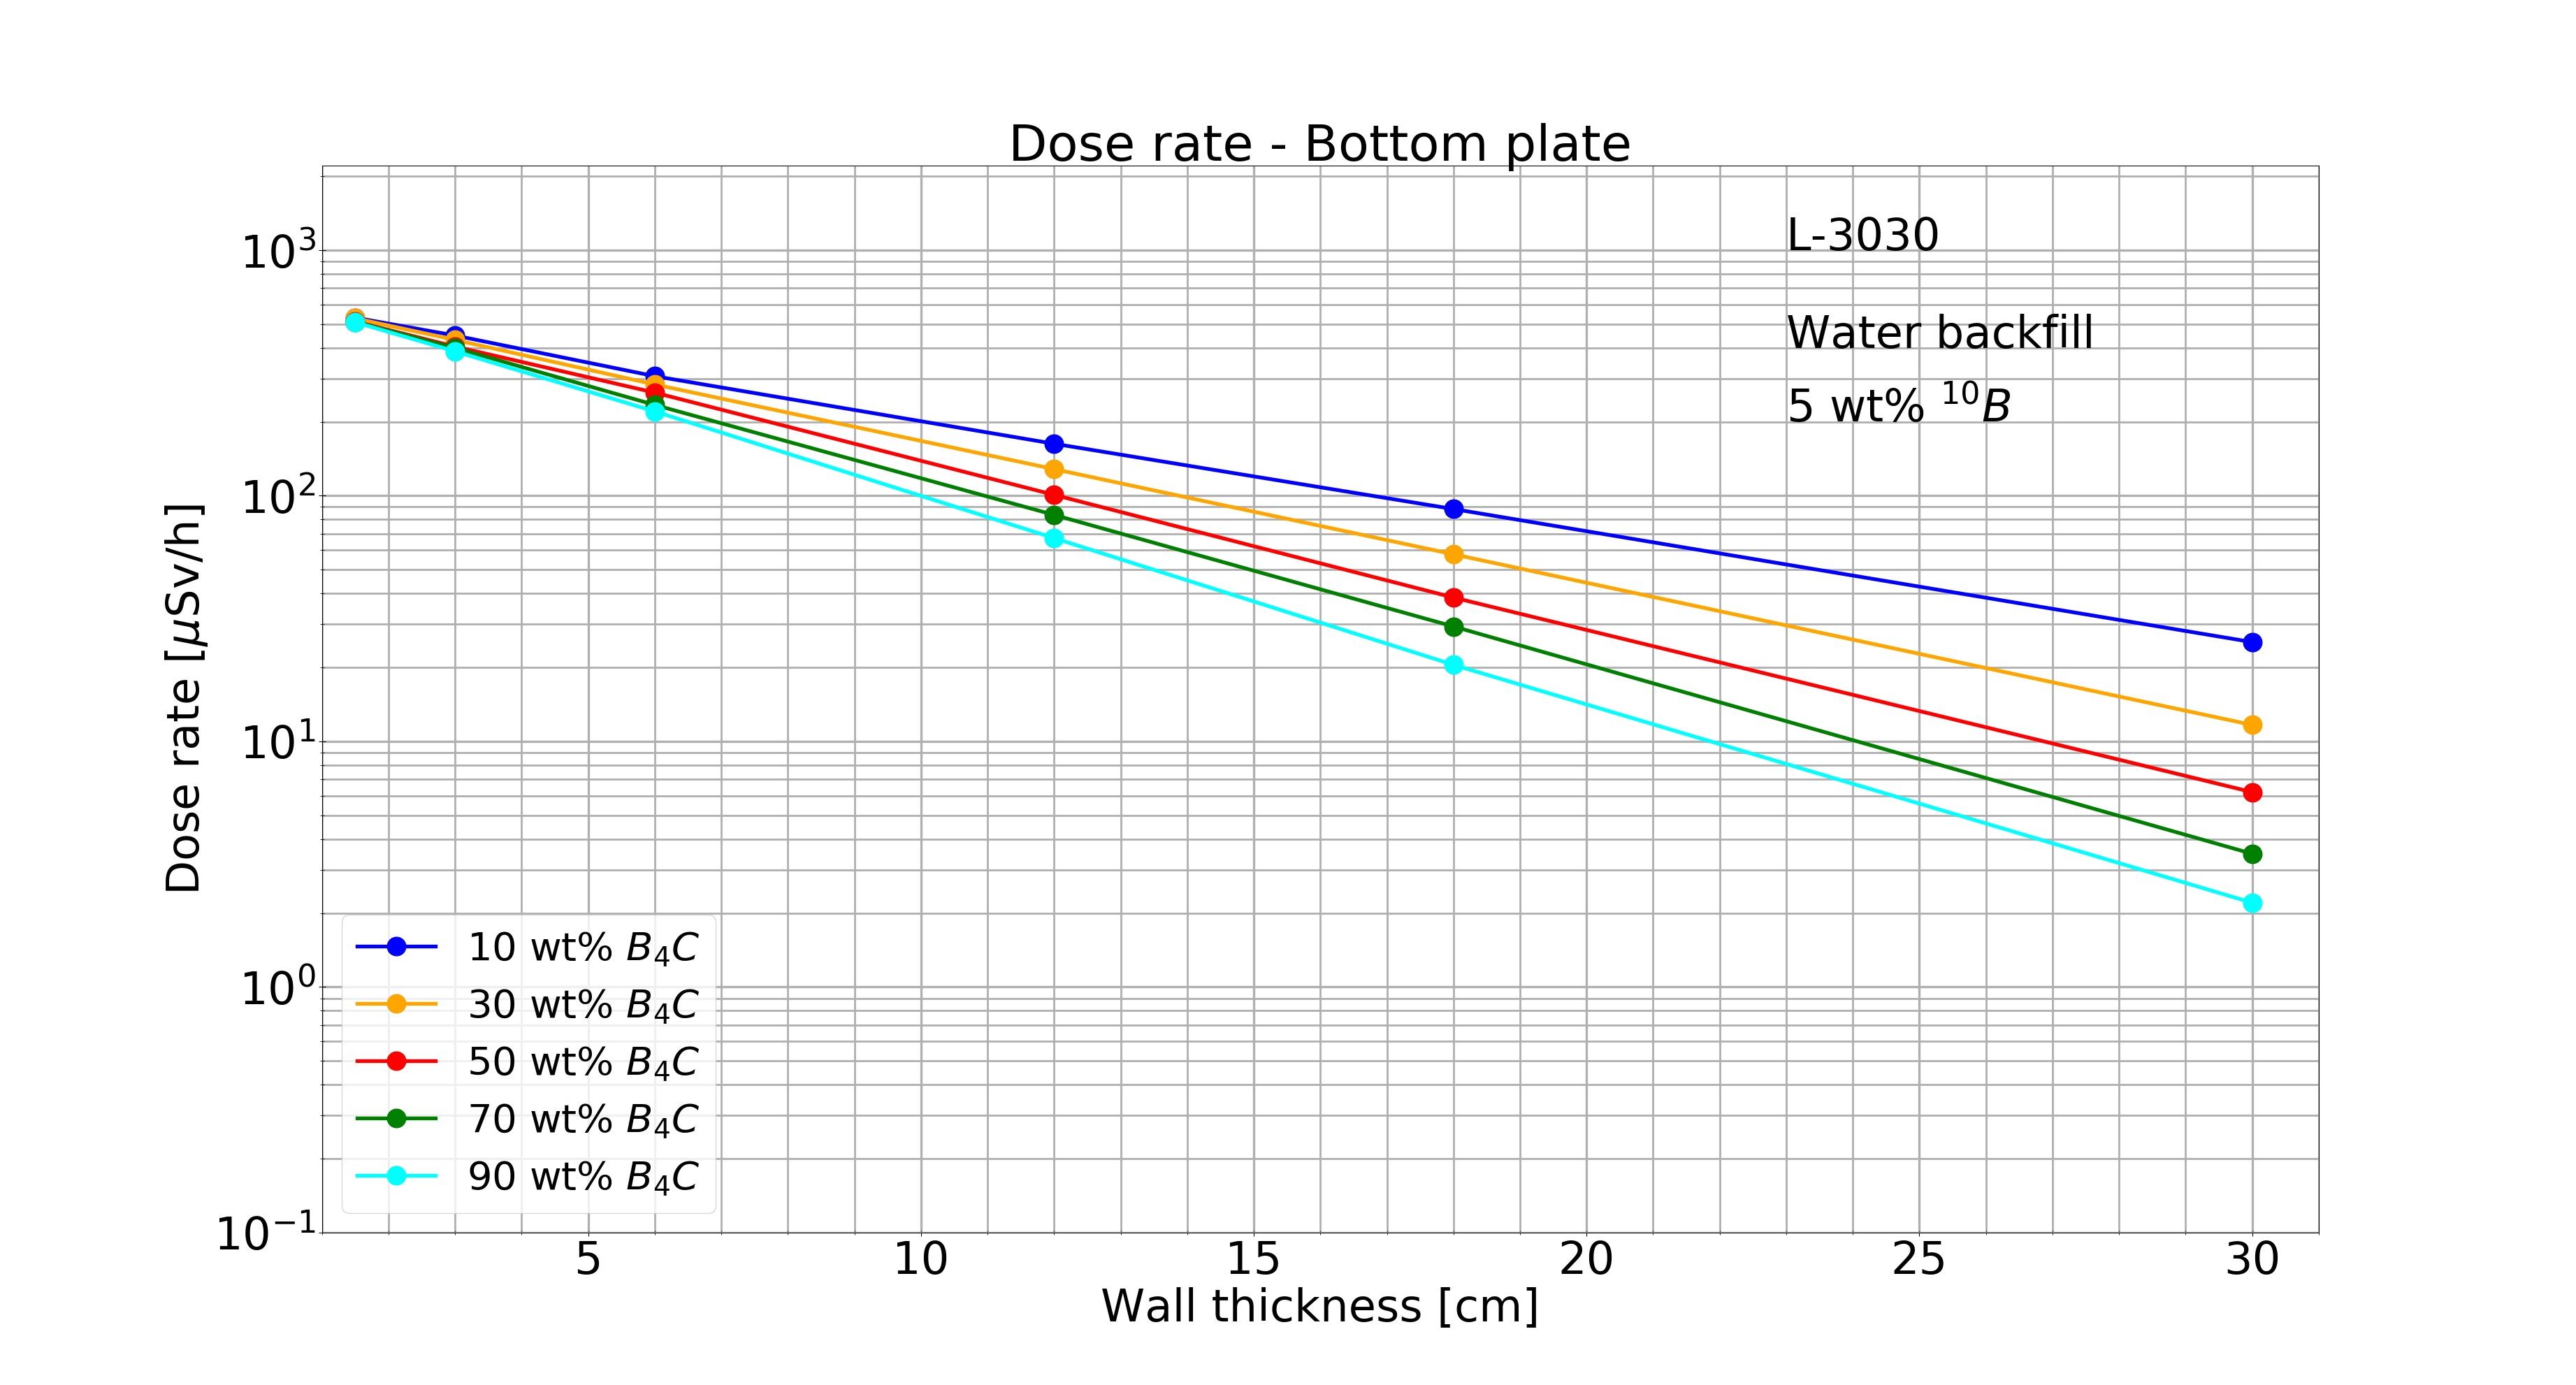 Dose rate - Bottom plate
L-3030
Water backfill
5 wt% ¹⁰B
Dose rate [μSv/h]
10³
10²
10¹
10⁰
10⁻¹
10 wt% B₄C
30 wt% B₄C
50 wt% B₄C
70 wt% B₄C
90 wt% B₄C
5 10 15 20 25 30
Wall thickness [cm]